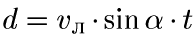 d = v_л · sin α · t